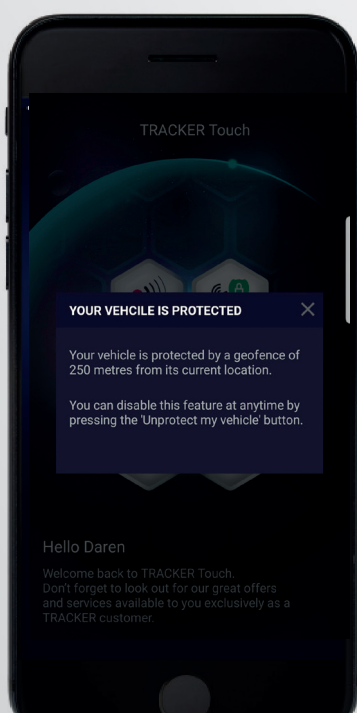 TRACKER Touch
A
YOUR VEHCILE IS PROTECTED
Your vehicle is protected by a geofence of
250 metres from its current location.
You can disable this feature at anytime by
pressing the 'Unprotect my vehicle' button.
Hello Daren
Welcome back to TRACKER Touch.
Don't forget to look out for our great offers
and services available to you exclusively as a
TRACKER customer.